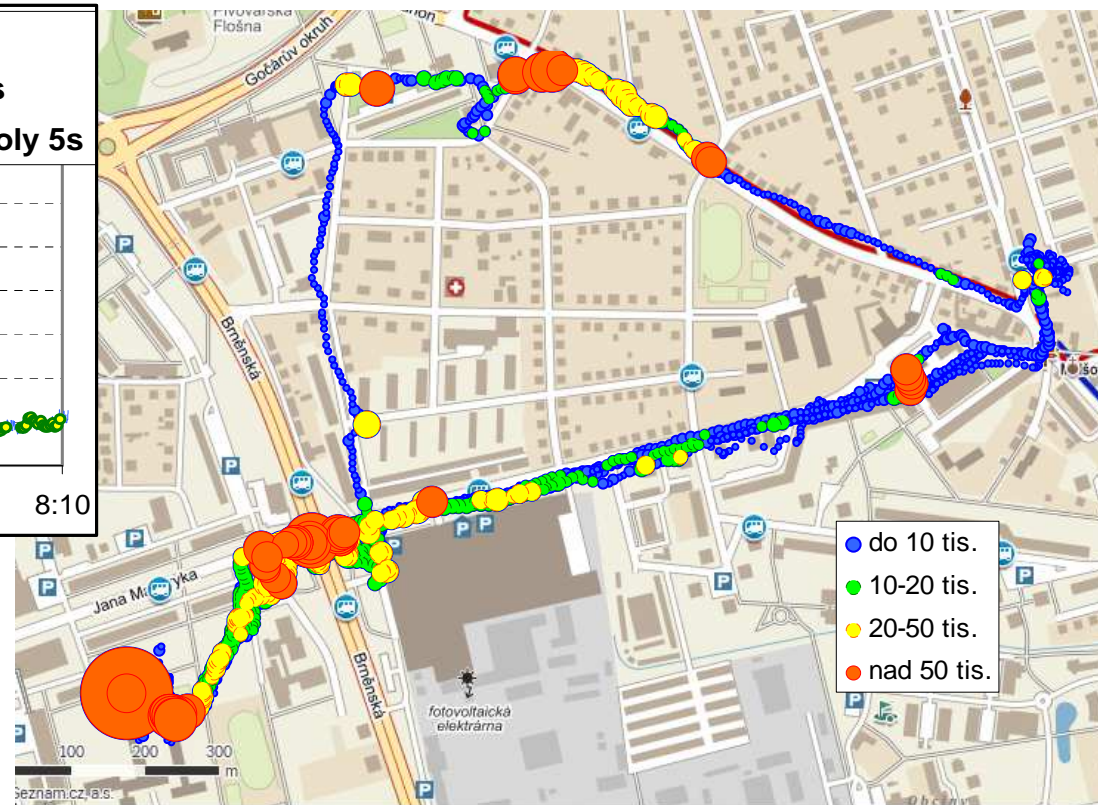 Pivovarská
Flošna
Gočárův okruh
s
oly 5s
8:10
Brněnská
Jana Ma ryka
Brněnská
fotovoltaická
elektrárna
do 10 tis.
10-20 tis.
20-50 tis.
nad 50 tis.
100 200 300
m
Seznam.cz, a.s.
P
P
P
P
P
P
P
P
P
P
P
P